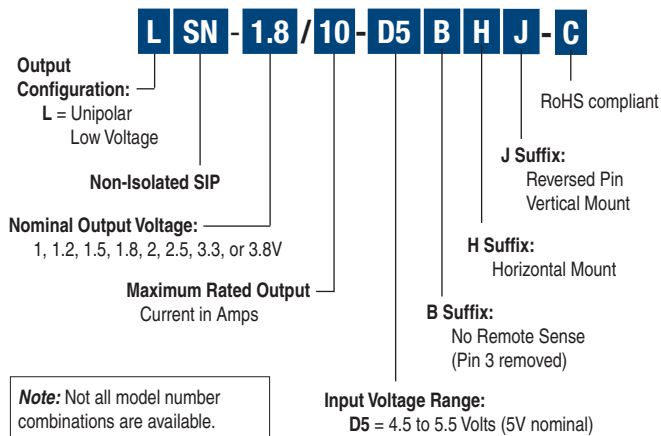 L SN - 1.8 / 10 - D5 B H J - C
Output
Configuration:
L = Unipolar
Low Voltage
RoHS compliant
Non-Isolated SIP
J Suffix:
Reversed Pin
Vertical Mount
Nominal Output Voltage:
1, 1.2, 1.5, 1.8, 2, 2.5, 3.3, or 3.8V
H Suffix:
Horizontal Mount
Maximum Rated Output
Current in Amps
B Suffix:
No Remote Sense
(Pin 3 removed)
Note: Not all model number
combinations are available.
Input Voltage Range:
D5 = 4.5 to 5.5 Volts (5V nominal)